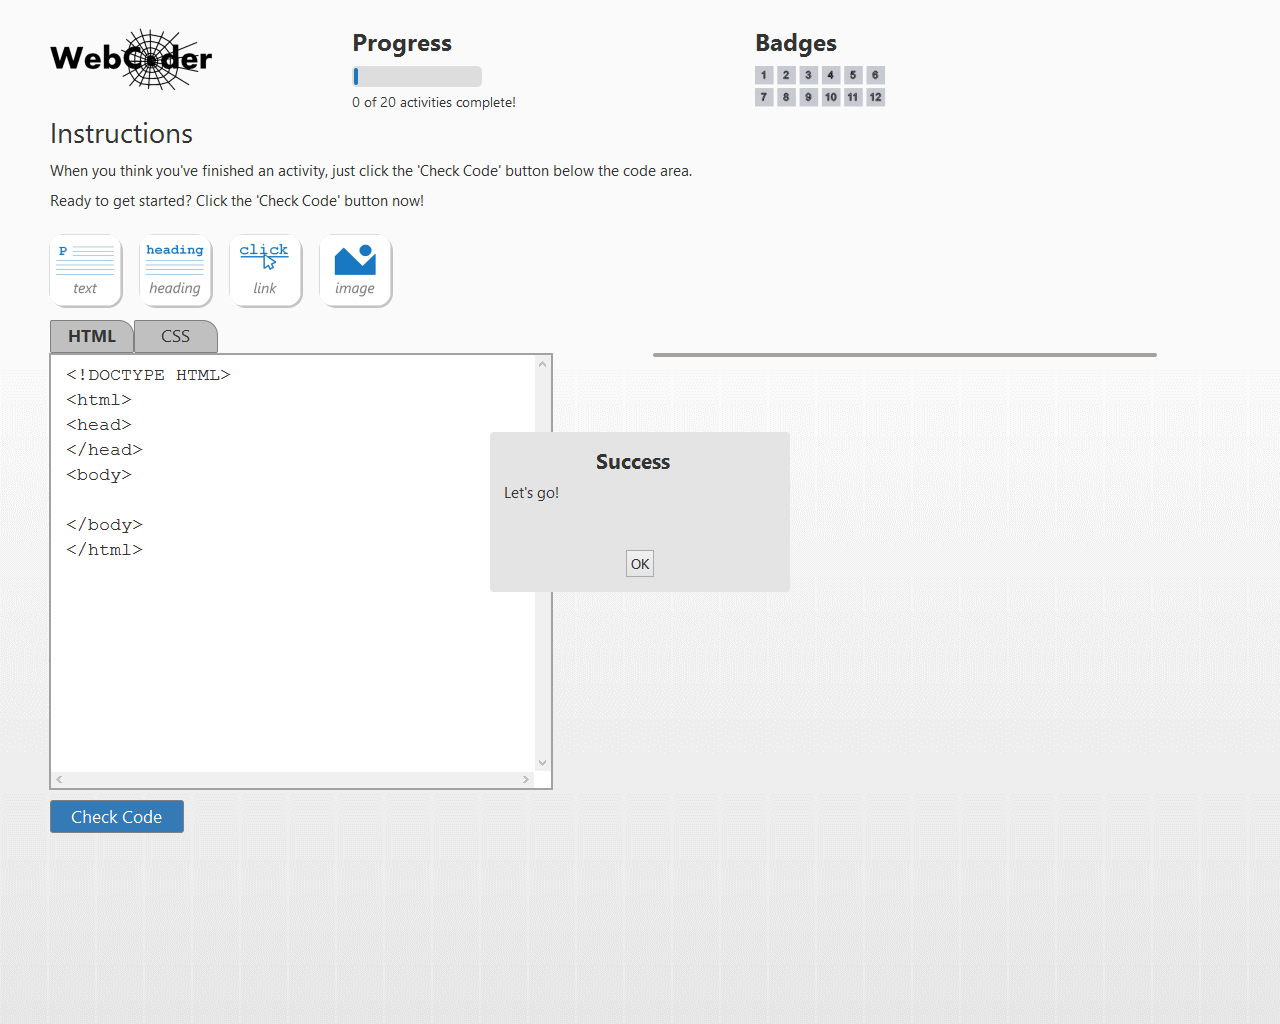 WebCoder
Progress
0 of 20 activities complete!
Badges
1 2 3 4 5 6
7 8 9 10 11 12
Instructions
When you think you've finished an activity, just click the 'Check Code' button below the code area.
Ready to get started? Click the 'Check Code' button now!
P
text
heading
heading
click
link
image
HTML
CSS
<!DOCTYPE HTML>
<html>
<head>
</head>
<body>
</body>
</html>
Success
Let's go!
OK
Check Code